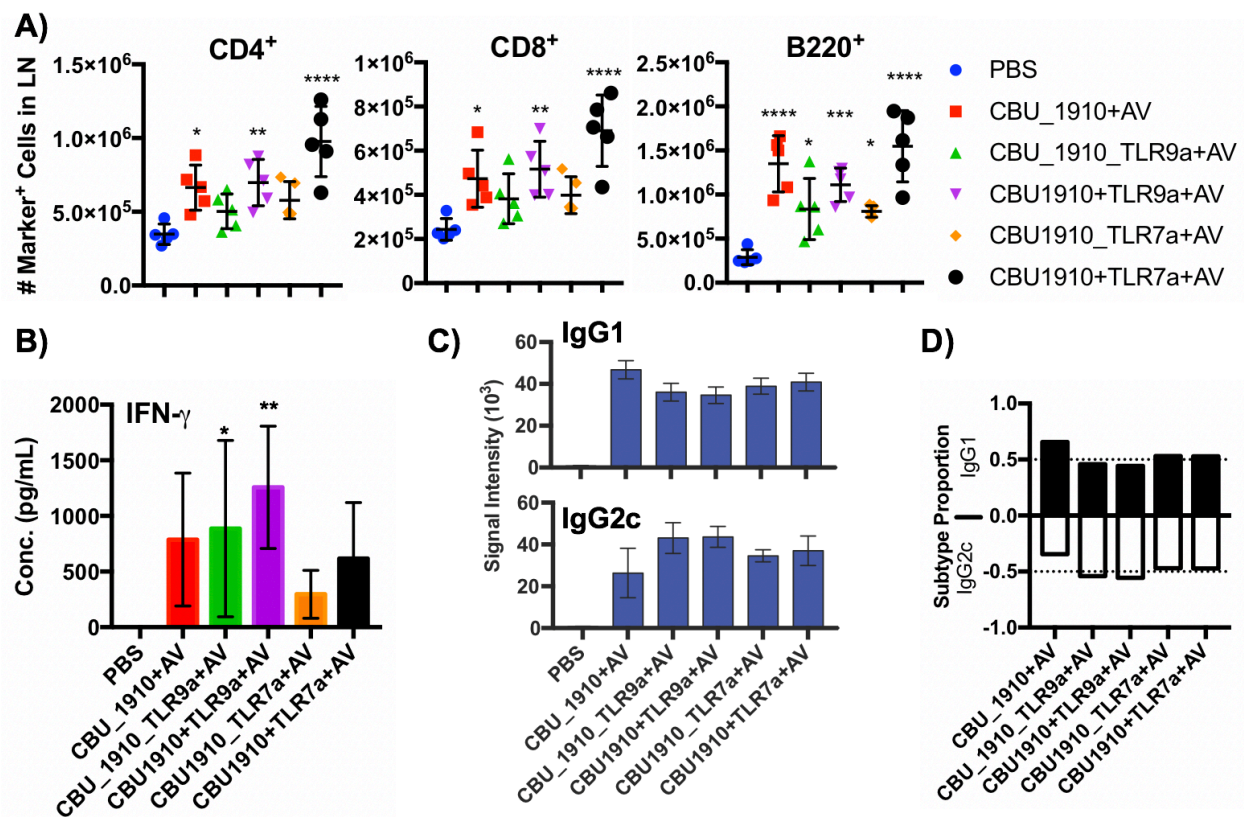 A)
CD4+
CD8+
B220+
# Marker+ Cells in LN
1.5×10^6
1.0×10^6
5.0×10^5
0.0
1×10^6
8×10^5
6×10^5
4×10^5
2×10^5
0
2.5×10^6
2.0×10^6
1.5×10^6
1.0×10^6
5.0×10^5
0.0
* ** ****
* ** ****
**** * *** * ****
PBS
CBU_1910+AV
CBU_1910_TLR9a+AV
CBU1910+TLR9a+AV
CBU1910_TLR7a+AV
CBU1910+TLR7a+AV
B)
IFN-γ
Conc. (pg/mL)
2000
1500
1000
500
0
* **
PBS
CBU_1910+AV
CBU_1910_TLR9a+AV
CBU1910+TLR9a+AV
CBU1910_TLR7a+AV
CBU1910+TLR7a+AV
C)
IgG1
Signal Intensity (10^3)
60
40
20
0
IgG2c
60
40
20
0
PBS
CBU_1910+AV
CBU_1910_TLR9a+AV
CBU1910+TLR9a+AV
CBU1910_TLR7a+AV
CBU1910+TLR7a+AV
D)
Subtype Proportion
IgG2c | IgG1
1.0
0.5
0.0
-0.5
-1.0
CBU_1910+AV
CBU_1910_TLR9a+AV
CBU1910+TLR9a+AV
CBU1910_TLR7a+AV
CBU1910+TLR7a+AV